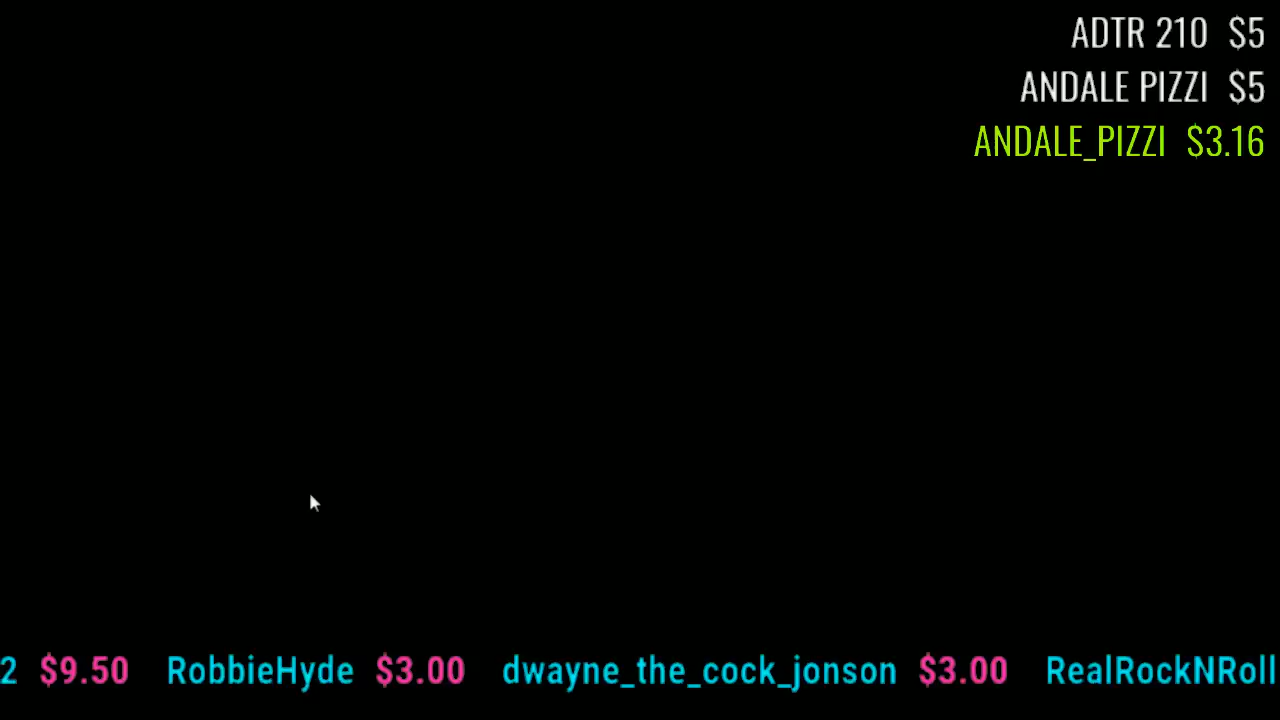 ADTR 210 $5
ANDALE PIZZI $5
ANDALE_PIZZI $3.16
2 $9.50 RobbieHyde $3.00 dwayne_the_cock_jonson $3.00 RealRockNRoll